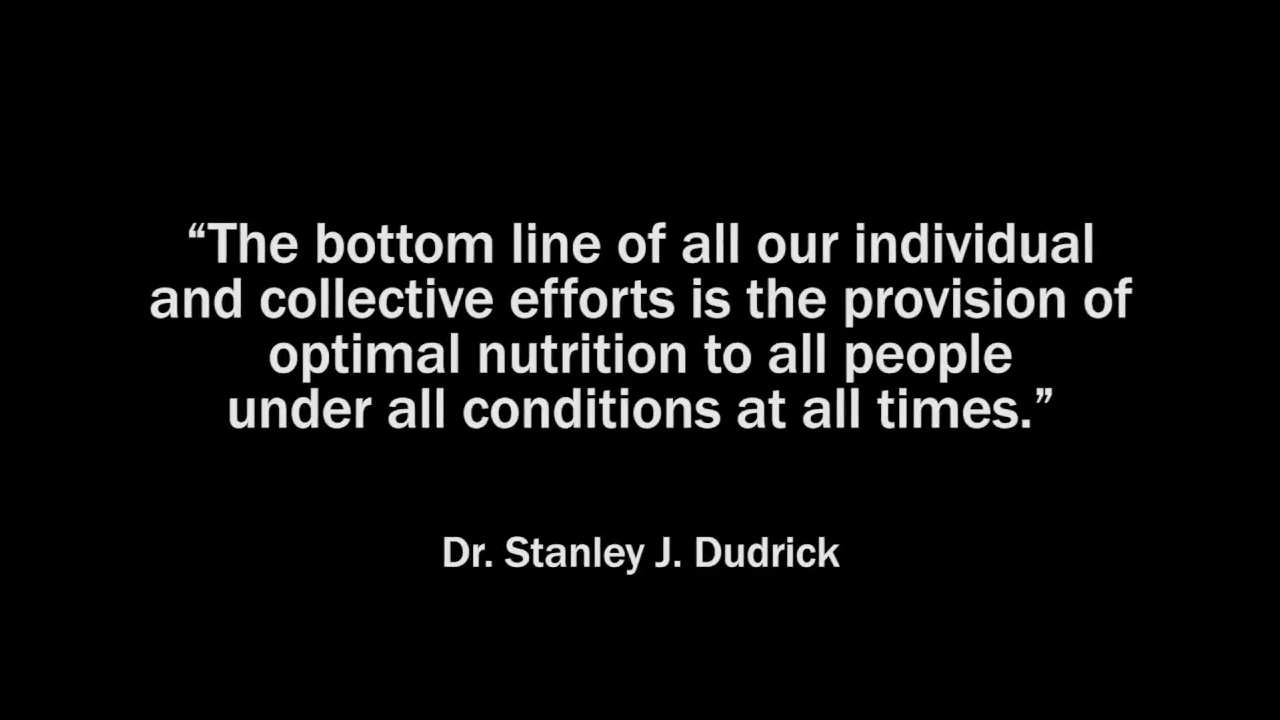 “The bottom line of all our individual
and collective efforts is the provision of
optimal nutrition to all people
under all conditions at all times.”
Dr. Stanley J. Dudrick